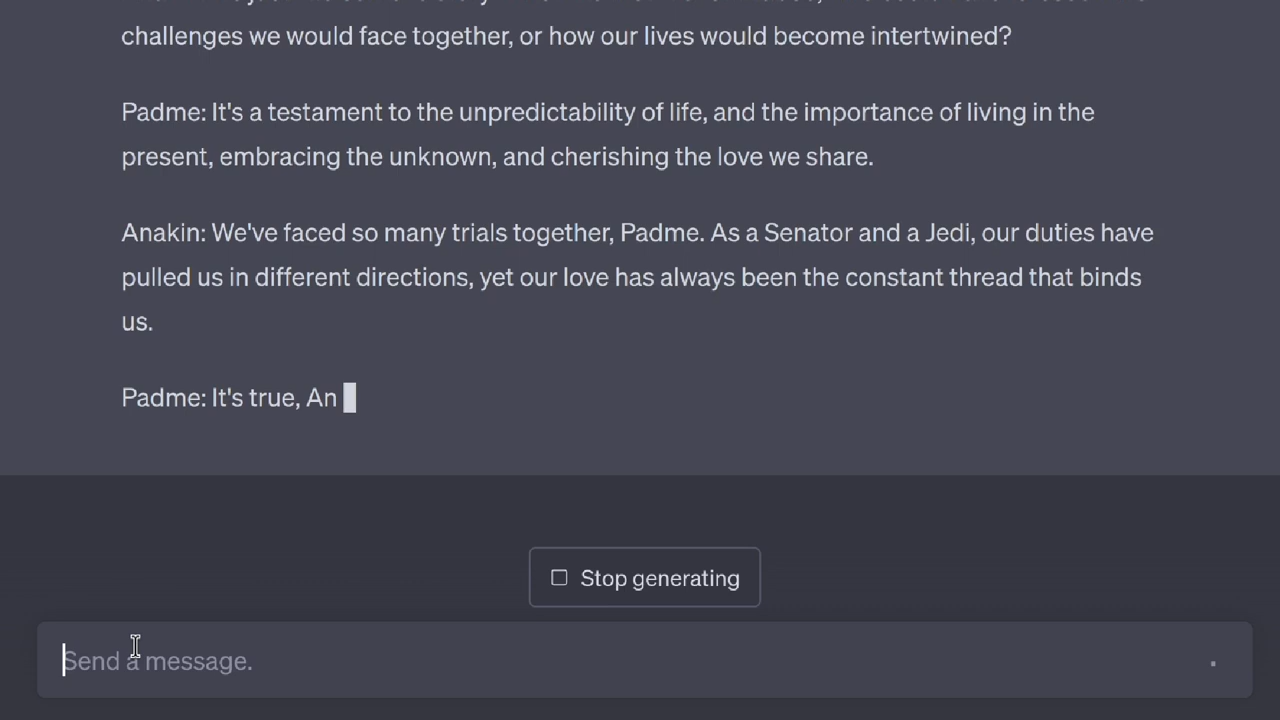 challenges we would face together, or how our lives would become intertwined?
Padme: It's a testament to the unpredictability of life, and the importance of living in the
present, embracing the unknown, and cherishing the love we share.
Anakin: We've faced so many trials together, Padme. As a Senator and a Jedi, our duties have
pulled us in different directions, yet our love has always been the constant thread that binds
us.
Padme: It's true, An
Stop generating
Send a message.